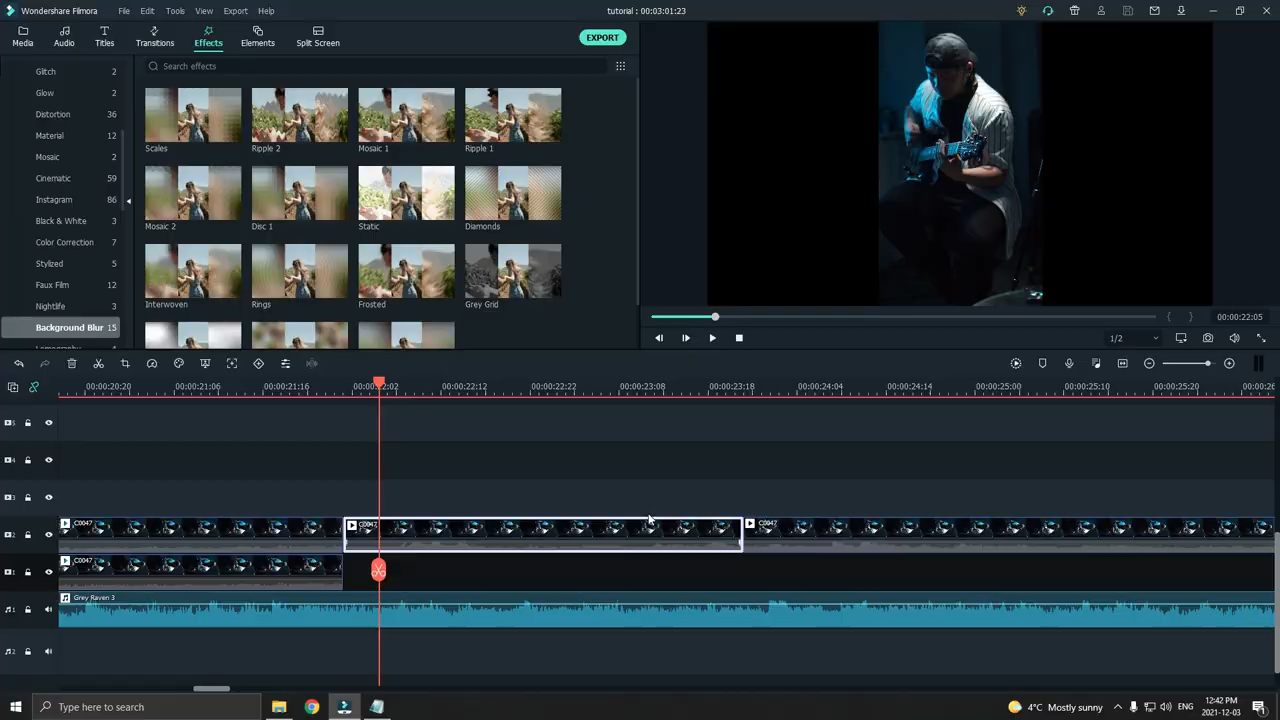 Wondershare Filmora File Edit Tools View Export Help tutorial : 00:03:01:23
Media Audio Titles Transitions Effects Elements Split Screen EXPORT
Search effects
Glitch 2
Glow 2
Distortion 36
Material 12
Mosaic 2
Cinematic 59
Instagram 86
Black & White 3
Color Correction 7
Stylized 5
Faux Film 12
Nightlife 3
Background Blur 15
Scales Ripple 2 Mosaic 1 Ripple 1
Mosaic 2 Disc 1 Static Diamonds
Interwoven Rings Frosted Grey Grid
00:00:22:05
1/2
00:00:20:20 00:00:21:06 00:00:21:16 00:00:22:02 00:00:22:12 00:00:22:22 00:00:23:08 00:00:23:18 00:00:24:04 00:00:24:14 00:00:25:00 00:00:25:10 00:00:25:20
5
4
3
2 C0047 C0047 C0047
1 C0047
1 Grey Raven 3
2
Type here to search 4°C Mostly sunny ENG 12:42 PM
2021-12-03